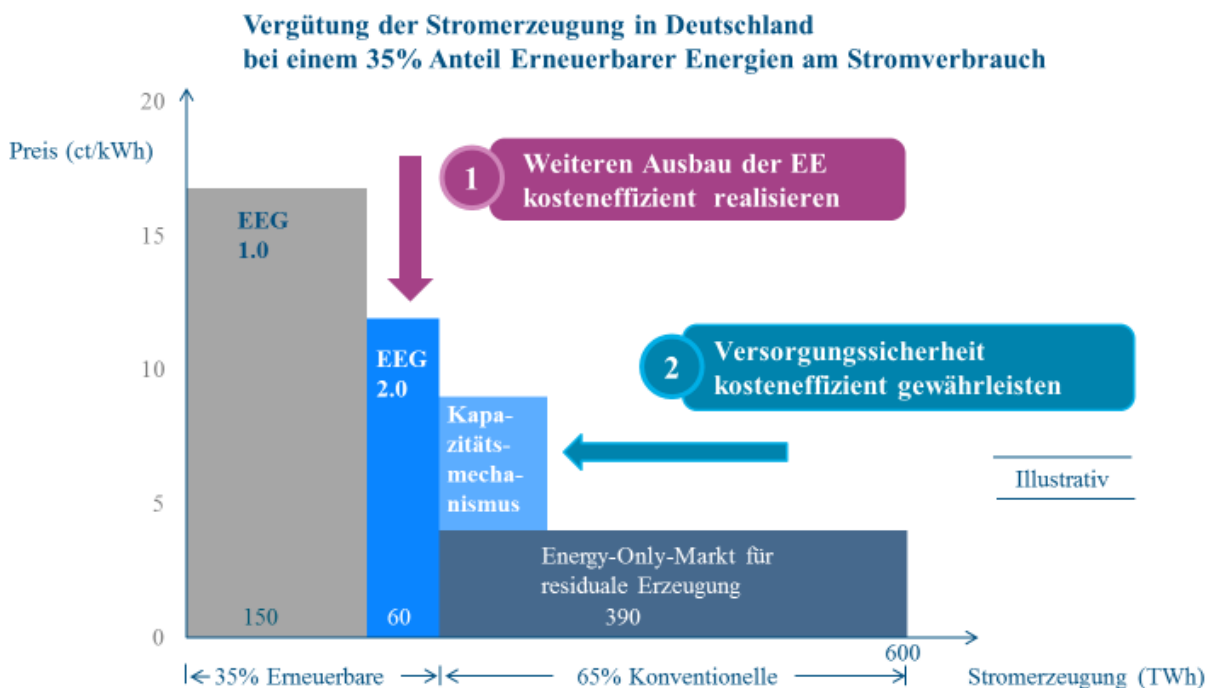 Vergütung der Stromerzeugung in Deutschland
bei einem 35% Anteil Erneuerbarer Energien am Stromverbrauch
Preis (ct/kWh)
20
15
10
5
0
EEG
1.0
150
EEG
2.0
60
Kapa-
zitäts-
mecha-
nismus
Energy-Only-Markt für
residuale Erzeugung
390
1
Weiteren Ausbau der EE
kosteneffizient realisieren
2
Versorgungssicherheit
kosteneffizient gewährleisten
Illustrativ
600
35% Erneuerbare
65% Konventionelle
Stromerzeugung (TWh)